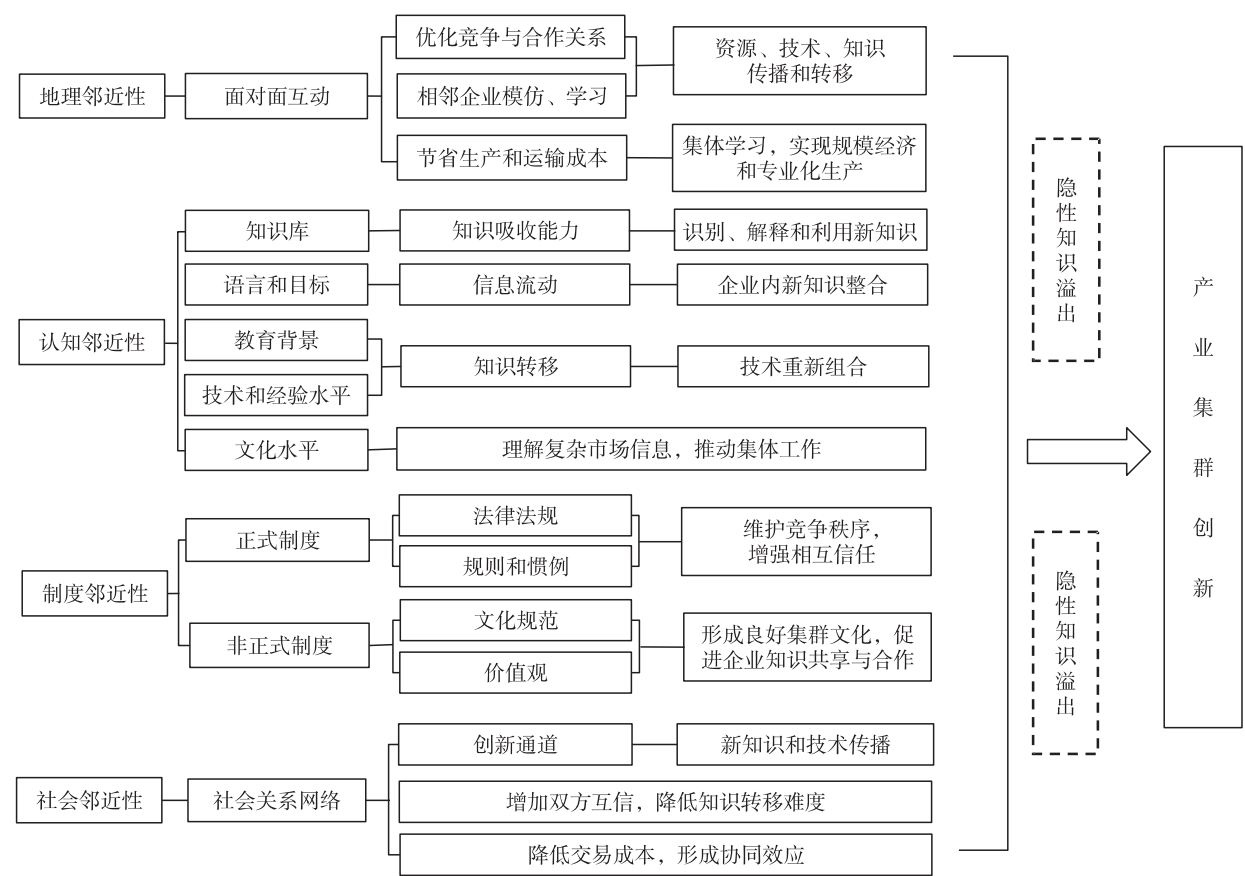 地理邻近性
面对面互动
优化竞争与合作关系
相邻企业模仿、学习
资源、技术、知识
传播和转移
节省生产和运输成本
集体学习，实现规模经济
和专业化生产
认知邻近性
知识库
知识吸收能力
识别、解释和利用新知识
语言和目标
信息流动
企业内新知识整合
教育背景
技术和经验水平
知识转移
技术重新组合
文化水平
理解复杂市场信息，推动集体工作
制度邻近性
正式制度
法律法规
规则和惯例
维护竞争秩序，
增强相互信任
非正式制度
文化规范
价值观
形成良好集群文化，促
进企业知识共享与合作
社会邻近性
社会关系网络
创新通道
新知识和技术传播
增加双方互信，降低知识转移难度
降低交易成本，形成协同效应
隐性知识溢出
隐性知识溢出
产业集群创新